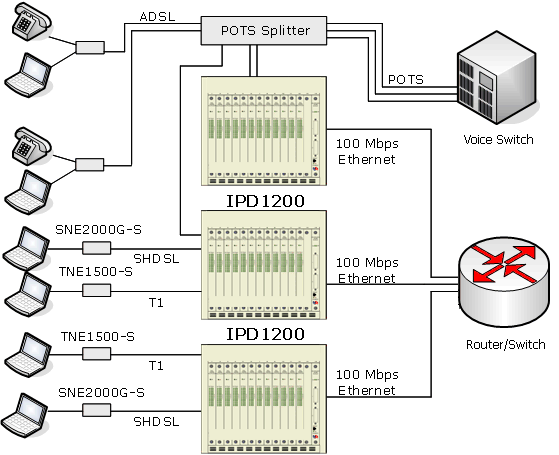 ADSL
POTS Splitter
POTS
Voice Switch
100 Mbps
Ethernet
IPD1200
SNE2000G-S
SHDSL
TNE1500-S
T1
100 Mbps
Ethernet
IPD1200
Router/Switch
TNE1500-S
T1
100 Mbps
Ethernet
SNE2000G-S
SHDSL